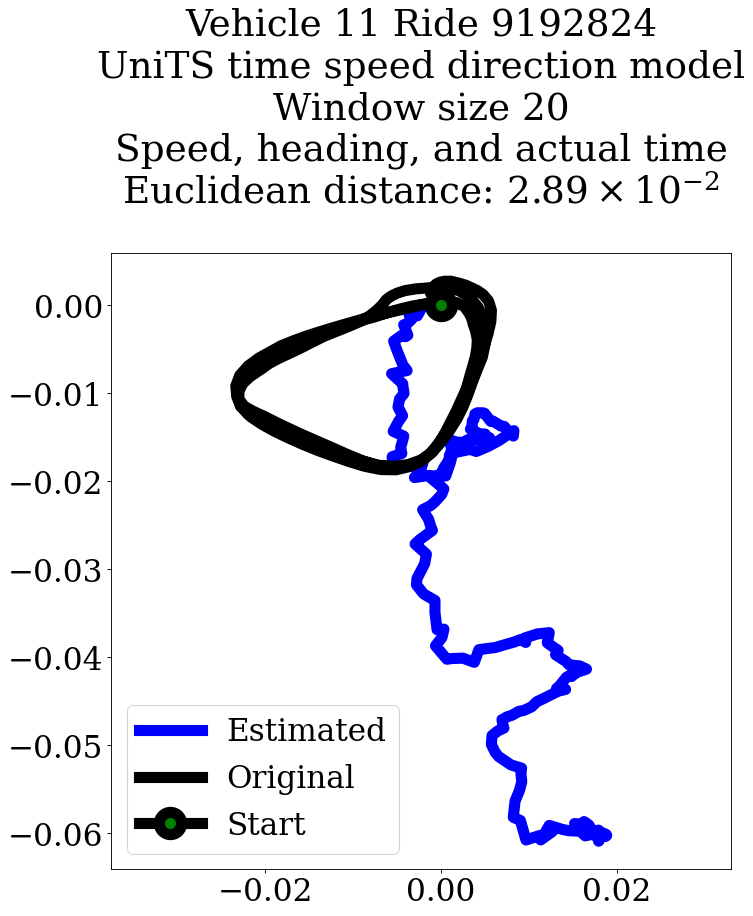 Vehicle 11 Ride 9192824
UniTS time speed direction model
Window size 20
Speed, heading, and actual time
Euclidean distance: 2.89 × 10⁻²
0.00
−0.01
−0.02
−0.03
−0.04
−0.05
−0.06
Estimated
Original
Start
−0.02 0.00 0.02